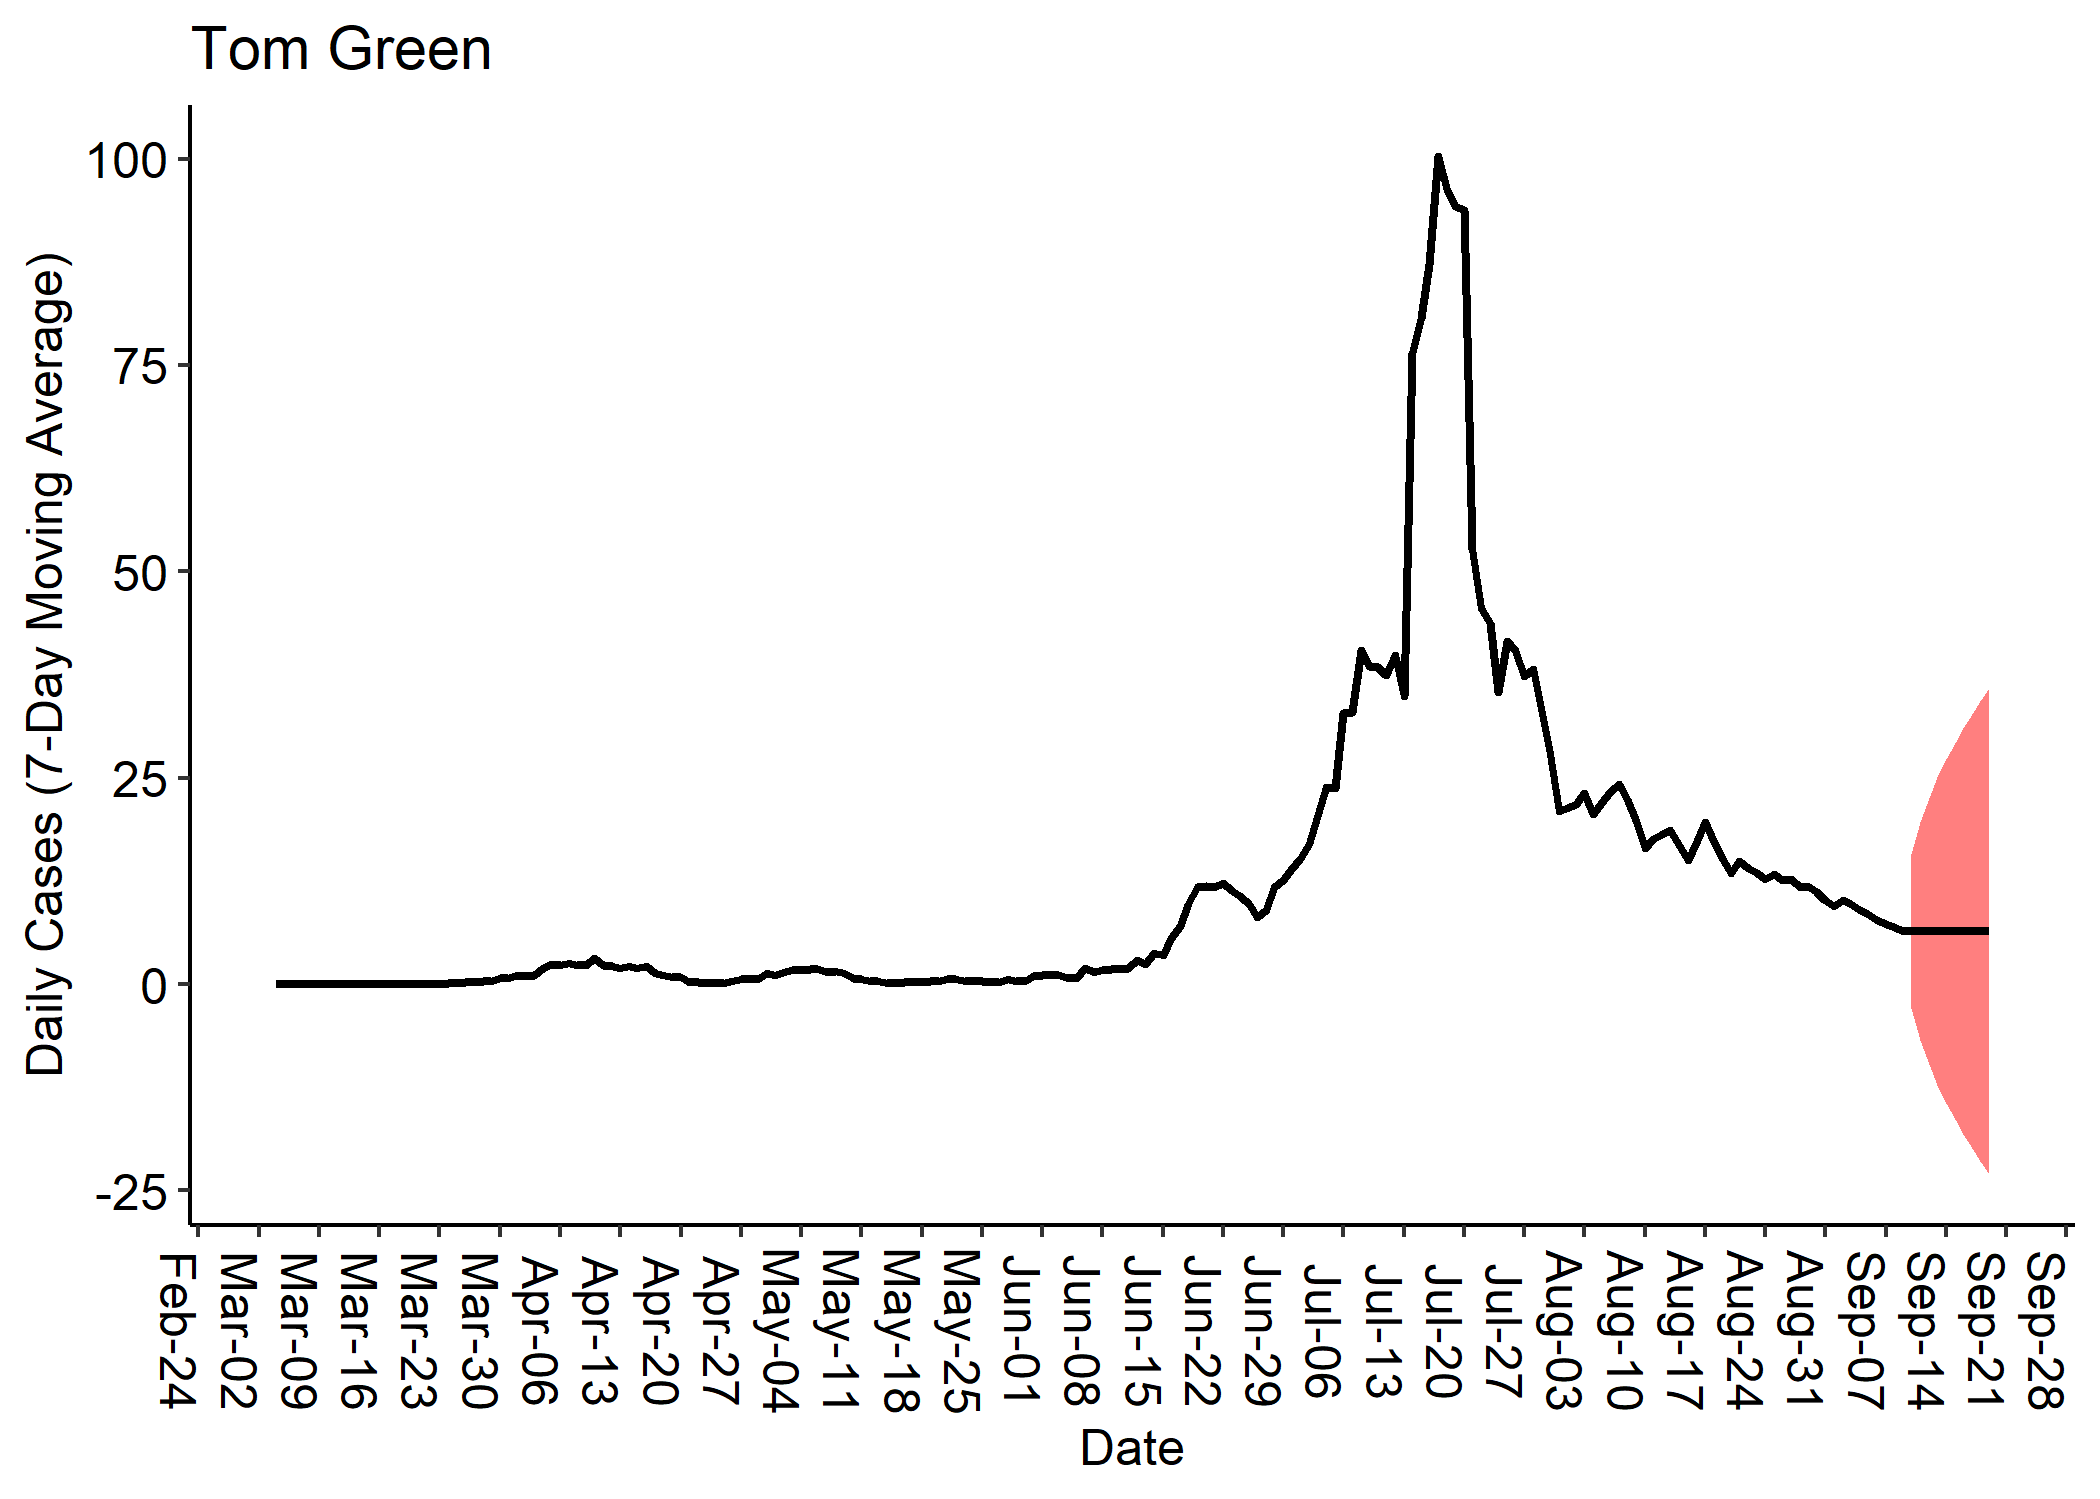 Tom Green
Daily Cases (7-Day Moving Average)
100
75
50
25
0
-25
Feb-24
Mar-02
Mar-09
Mar-16
Mar-23
Mar-30
Apr-06
Apr-13
Apr-20
Apr-27
May-04
May-11
May-18
May-25
Jun-01
Jun-08
Jun-15
Jun-22
Jun-29
Jul-06
Jul-13
Jul-20
Jul-27
Aug-03
Aug-10
Aug-17
Aug-24
Aug-31
Sep-07
Sep-14
Sep-21
Sep-28
Date